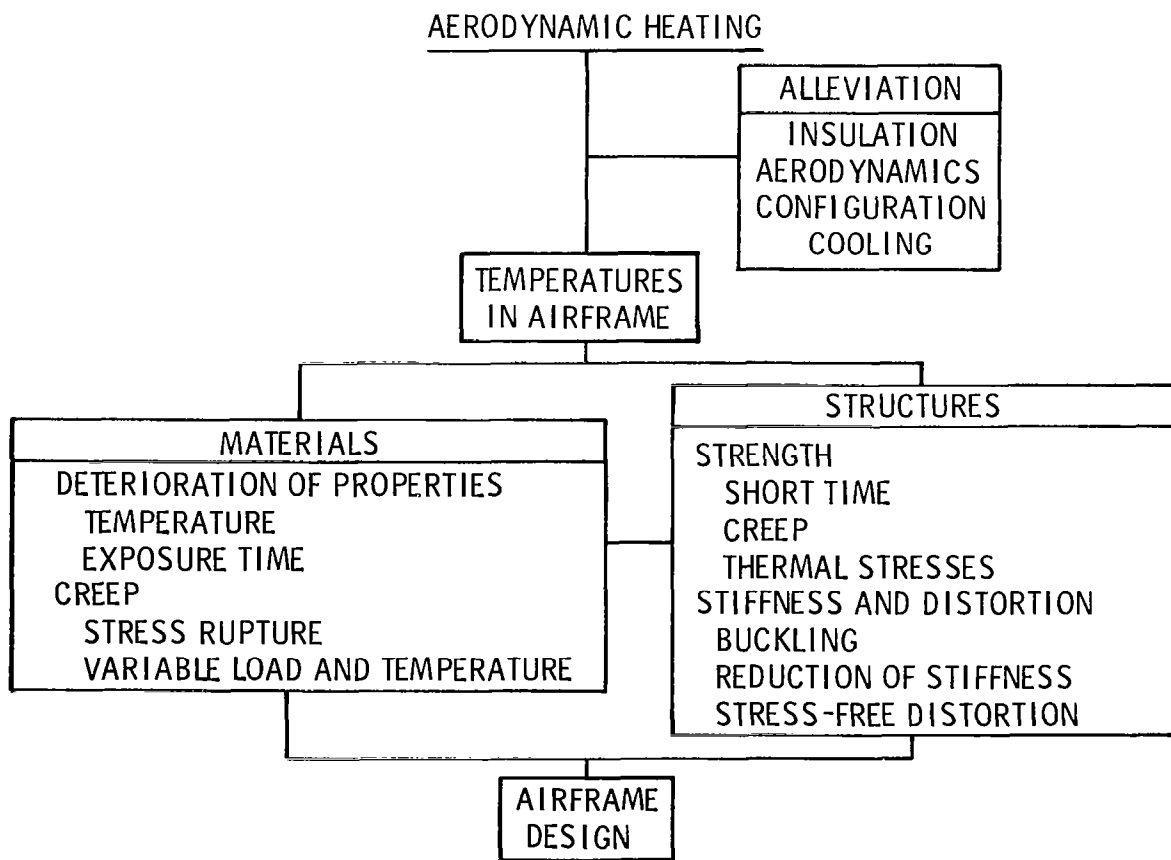 AERODYNAMIC HEATING
ALLEVIATION
INSULATION
AERODYNAMICS
CONFIGURATION
COOLING
TEMPERATURES
IN AIRFRAME
MATERIALS
DETERIORATION OF PROPERTIES
TEMPERATURE
EXPOSURE TIME
CREEP
STRESS RUPTURE
VARIABLE LOAD AND TEMPERATURE
STRUCTURES
STRENGTH
SHORT TIME
CREEP
THERMAL STRESSES
STIFFNESS AND DISTORTION
BUCKLING
REDUCTION OF STIFFNESS
STRESS-FREE DISTORTION
AIRFRAME
DESIGN